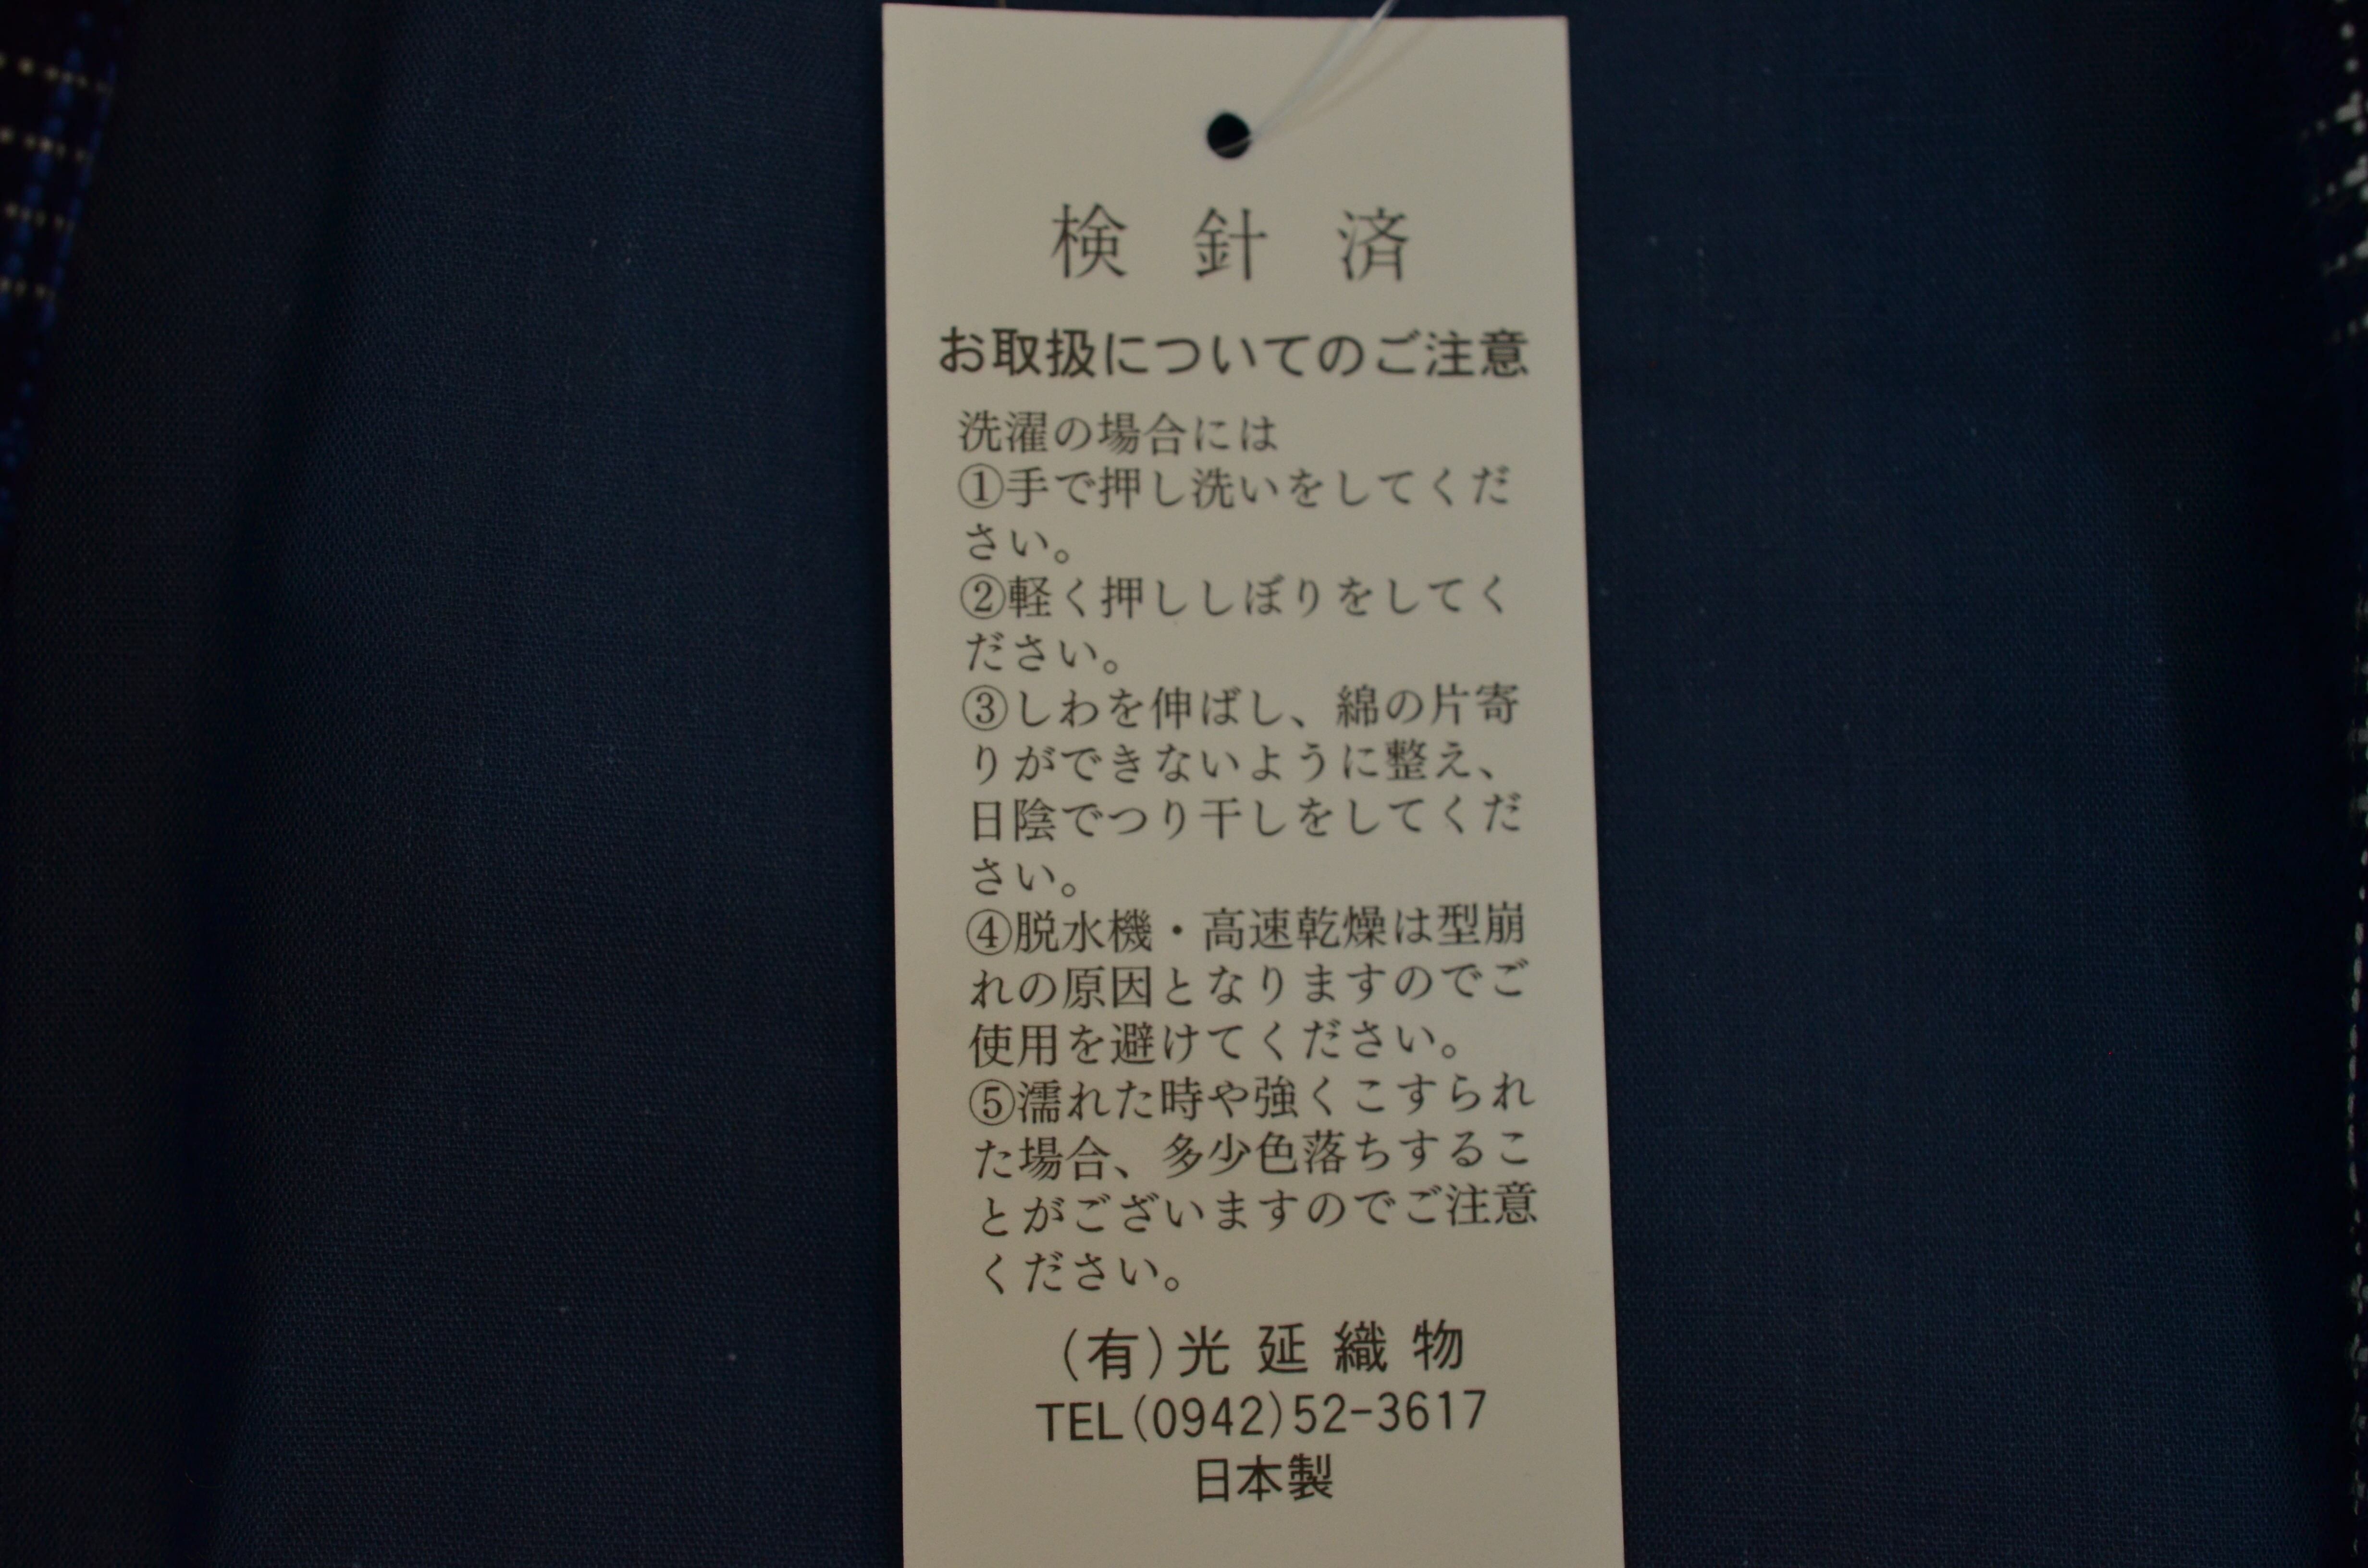 検針済
お取扱についてのご注意
洗濯の場合には
①手で押し洗いをしてくだ
さい。
②軽く押ししぼりをしてく
ださい。
③しわを伸ばし、綿の片寄
りができないように整え、
日陰でつり干しをしてくだ
さい。
④脱水機・高速乾燥は型崩
れの原因となりますのでご
使用を避けてください。
⑤濡れた時や強くこすられ
た場合、多少色落ちするこ
とがございますのでご注意
ください。
(有)光延織物
TEL(0942)52-3617
日本製